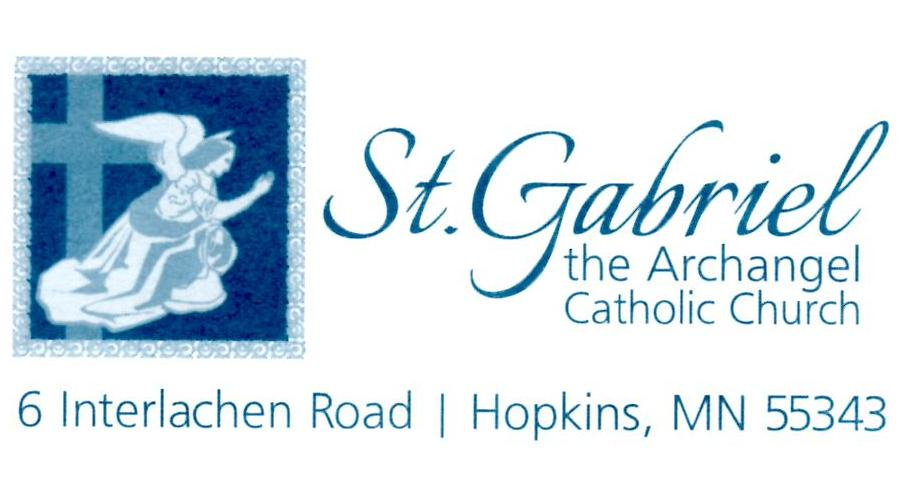 St. Gabriel
the Archangel
Catholic Church
6 Interlachen Road | Hopkins, MN 55343